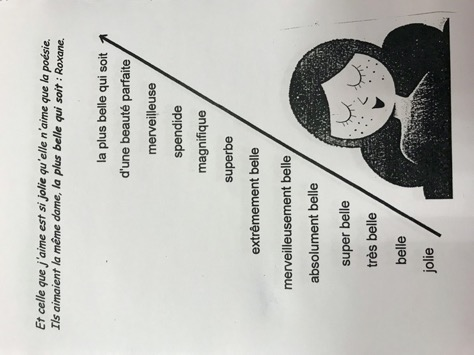 Et celle que j'aime est si jolie qu'elle n'aime que la poésie.
Ils aimaient la même dame, la plus belle qui soit : Roxane.
la plus belle qui soit
d'une beauté parfaite
merveilleuse
spendide
magnifique
superbe
extrêmement belle
merveilleusement belle
absolument belle
super belle
très belle
belle
jolie